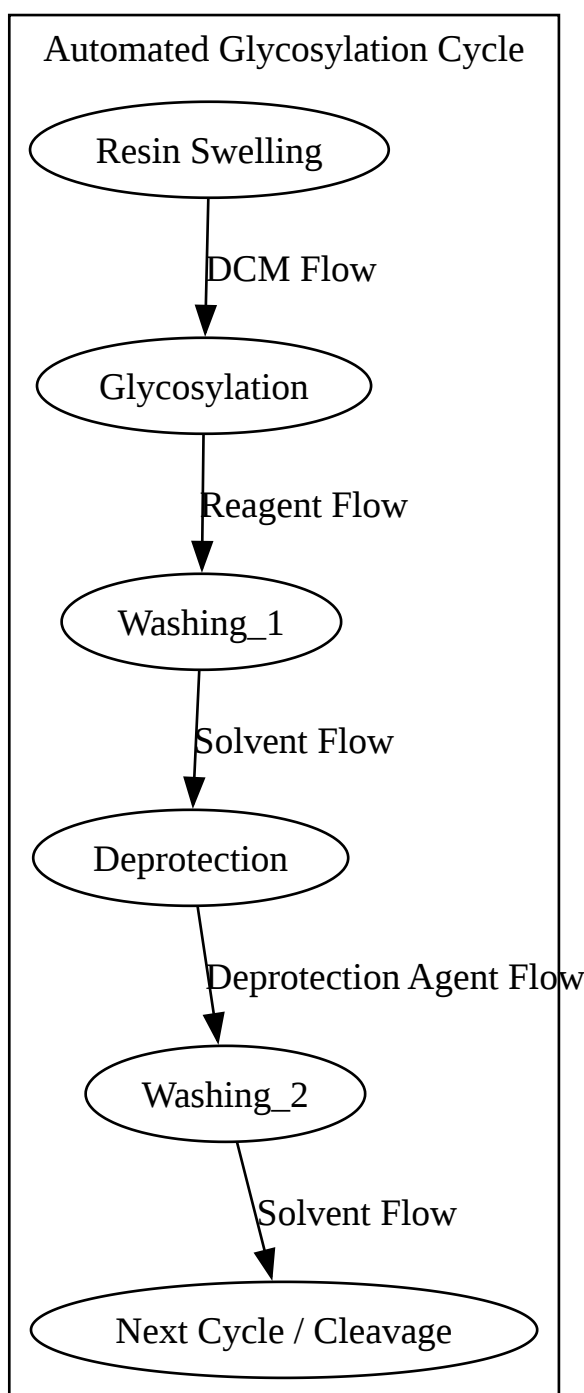 Automated Glycosylation Cycle
Resin Swelling
DCM Flow
Glycosylation
Reagent Flow
Washing_1
Solvent Flow
Deprotection
Deprotection Agent Flow
Washing_2
Solvent Flow
Next Cycle / Cleavage